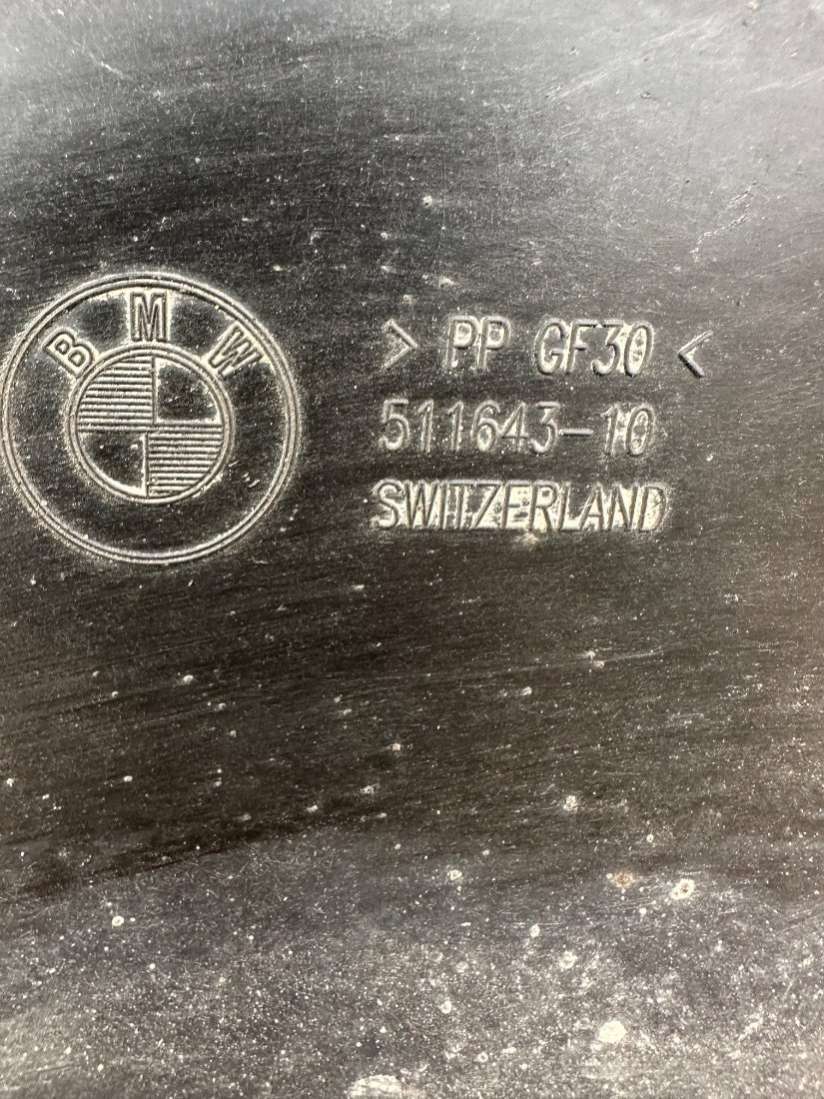 BMW
> PP GF30 <
511643-10
SWITZERLAND